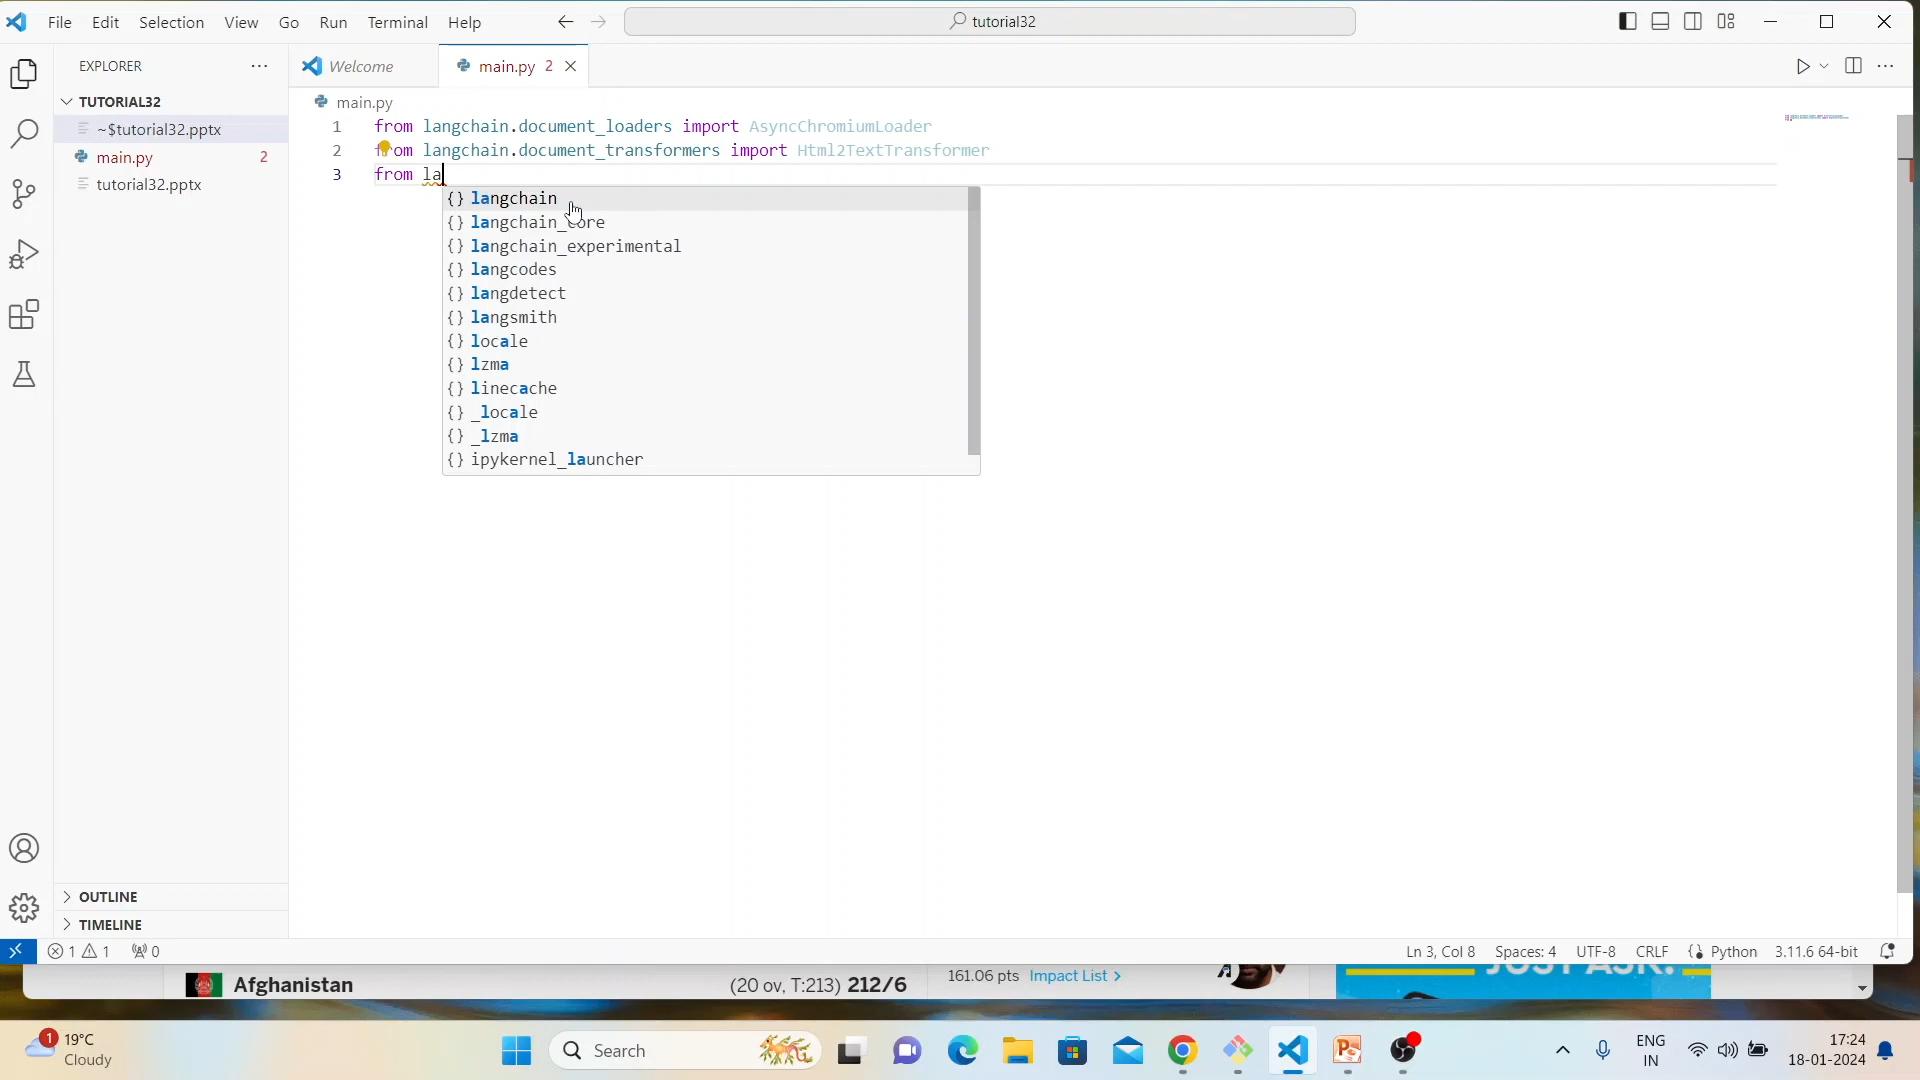 File Edit Selection View Go Run Terminal Help
tutorial32
EXPLORER
Welcome
main.py 2
TUTORIAL32
~$tutorial32.pptx
main.py 2
tutorial32.pptx
main.py
1 from langchain.document_loaders import AsyncChromiumLoader
2 from langchain.document_transformers import Html2TextTransformer
3 from la
{} langchain
{} langchain_core
{} langchain_experimental
{} langcodes
{} langdetect
{} langsmith
{} locale
{} lzma
{} linecache
{} _locale
{} _lzma
{} ipykernel_launcher
OUTLINE
TIMELINE
1 1 0
Ln 3, Col 8 Spaces: 4 UTF-8 CRLF {} Python 3.11.6 64-bit
Afghanistan (20 ov, T:213) 212/6
161.06 pts Impact List >
JUST ASK.
1
19°C
Cloudy
Search
ENG
IN
17:24
18-01-2024